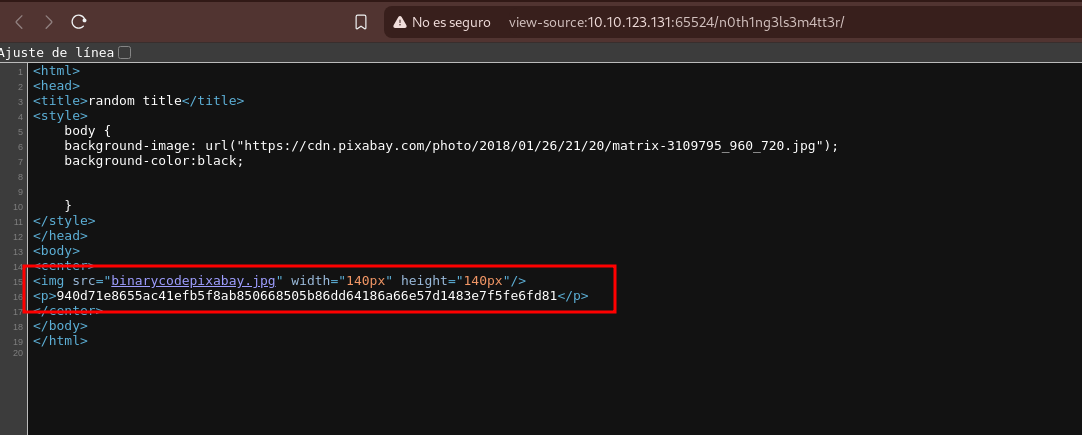 No es seguro view-source:10.10.123.131:65524/n0th1ng3ls3m4tt3r/
Ajuste de línea
1 <html>
2 <head>
3 <title>random title</title>
4 <style>
5 body {
6 background-image: url("https://cdn.pixabay.com/photo/2018/01/26/21/20/matrix-3109795_960_720.jpg");
7 background-color:black;
8
9
10 }
11 </style>
12 </head>
13 <body>
14 <center>
15 <img src="binarycodepixabay.jpg" width="140px" height="140px"/>
16 <p>940d71e8655ac41efb5f8ab850668505b86dd64186a66e57d1483e7f5fe6fd81</p>
17 </center>
18 </body>
19 </html>
20